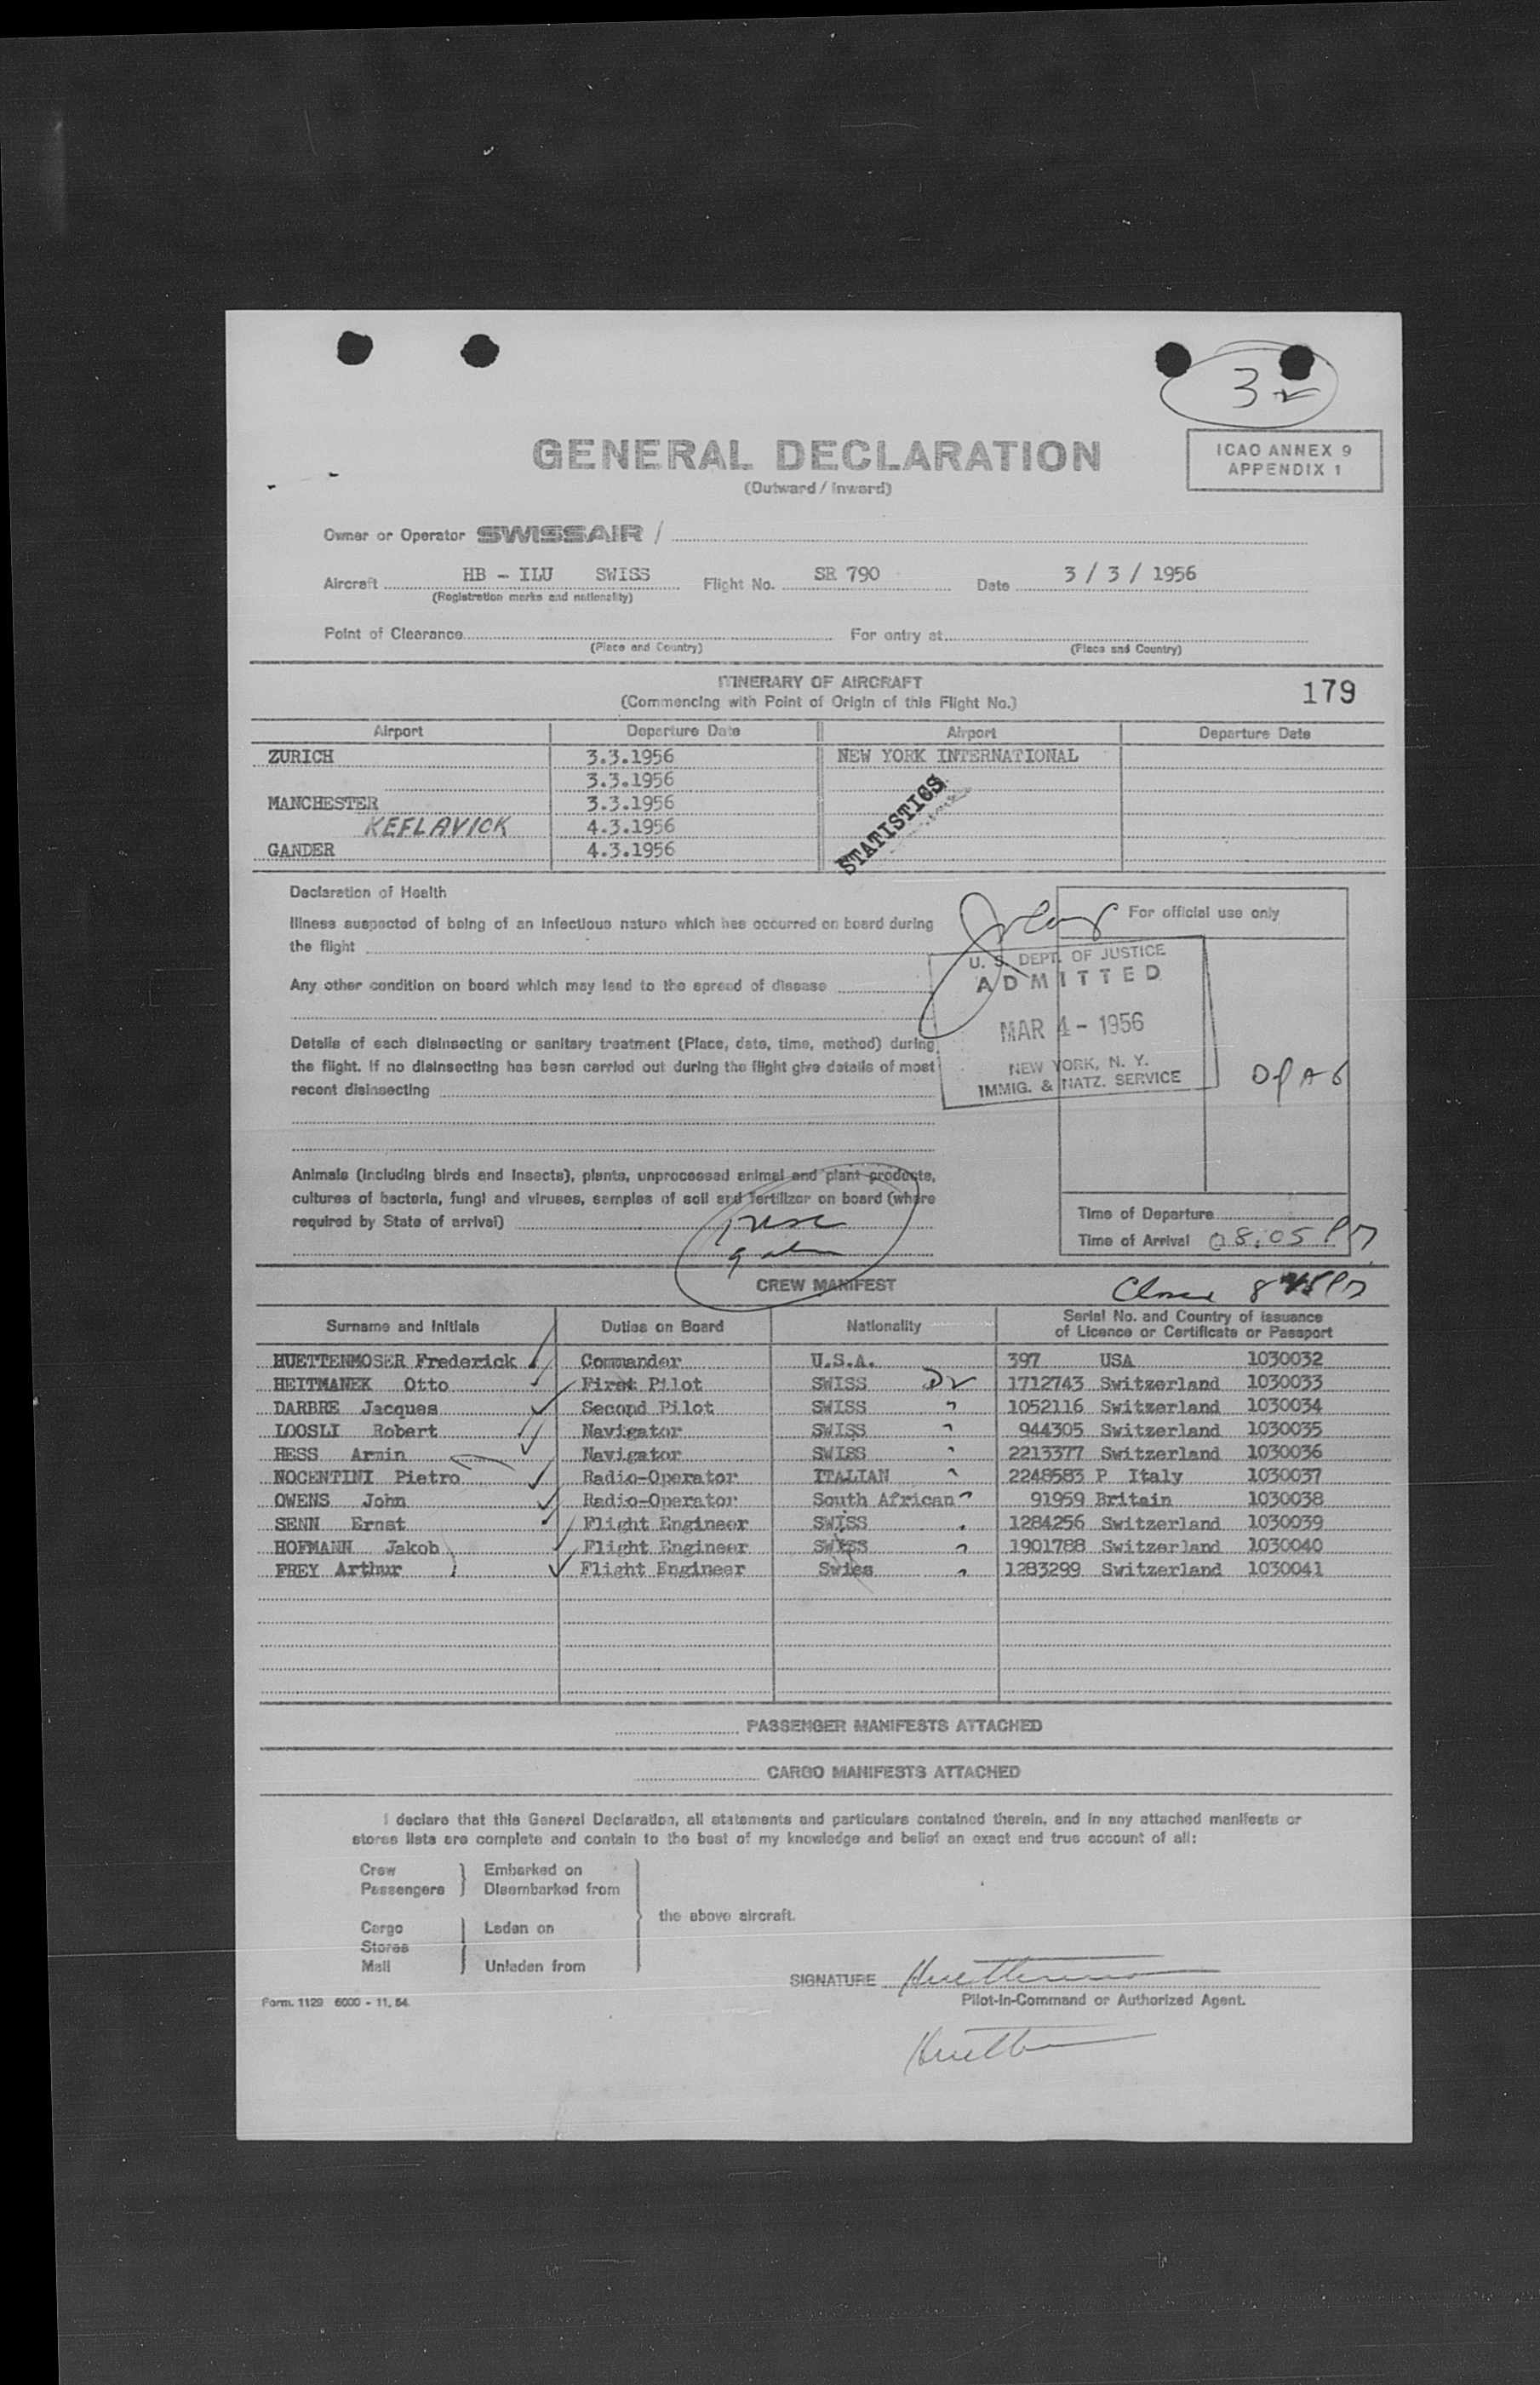 3
GENERAL DECLARATION
(Outward / Inward)
ICAO ANNEX 9
APPENDIX 1
Owner or Operator SWISSAIR /
Aircraft HB - ILU SWISS Flight No. SR 790 Date 3 / 3 / 1956
(Registration marks and nationality)
Point of Clearance For entry at
(Place and Country) (Place and Country)
ITINERARY OF AIRCRAFT
(Commencing with Point of Origin of this Flight No.)
179
Airport Departure Date Airport Departure Date
ZURICH 3.3.1956 NEW YORK INTERNATIONAL
3.3.1956
MANCHESTER 3.3.1956
KEFLAVICK 4.3.1956
GANDER 4.3.1956
STATISTICS
Declaration of Health
Illness suspected of being of an infectious nature which has occurred on board during
the flight
For official use only
Any other condition on board which may lead to the spread of disease
U. S. DEPT. OF JUSTICE
ADMITTED
MAR 4 - 1956
NEW YORK, N. Y.
IMMIG. & NATZ. SERVICE
Details of each disinsecting or sanitary treatment (Place, date, time, method) during
the flight. If no disinsecting has been carried out during the flight give details of most
recent disinsecting
Animals (including birds and insects), plants, unprocessed animal and plant products,
cultures of bacteria, fungi and viruses, samples of soil and fertilizer on board (where
required by State of arrival)
Time of Departure
Time of Arrival 08.05 PM
CREW MANIFEST
Surname and Initials Duties on Board Nationality Serial No. and Country of Issuance
of Licence or Certificate or Passport
HUETTENMOSER Frederick Commander U.S.A. 397 USA 1030032
HEITMANEK Otto First Pilot SWISS 1712743 Switzerland 1030033
DARBRE Jacques Second Pilot SWISS " 1052116 Switzerland 1030034
LOOSLI Robert Navigator SWISS " 944305 Switzerland 1030035
HESS Armin Navigator SWISS " 2213377 Switzerland 1030036
NOCENTINI Pietro Radio-Operator ITALIAN " 2248583 P Italy 1030037
OWENS John Radio-Operator South African " 91959 Britain 1030038
SENN Ernst Flight Engineer SWISS 1284256 Switzerland 1030039
HOFMANN Jakob Flight Engineer SWISS " 1901788 Switzerland 1030040
FREY Arthur Flight Engineer Swiss " 1283299 Switzerland 1030041
PASSENGER MANIFESTS ATTACHED
CARGO MANIFESTS ATTACHED
I declare that this General Declaration, all statements and particulars contained therein, and in any attached manifests or
stores lists are complete and contain to the best of my knowledge and belief an exact and true account of all:
Crew Embarked on
Passengers Disembarked from
the above aircraft.
Cargo Laden on
Stores
Mail Unladen from
SIGNATURE
Pilot-in-Command or Authorized Agent.
Form. 1129 6000 - 11. 54